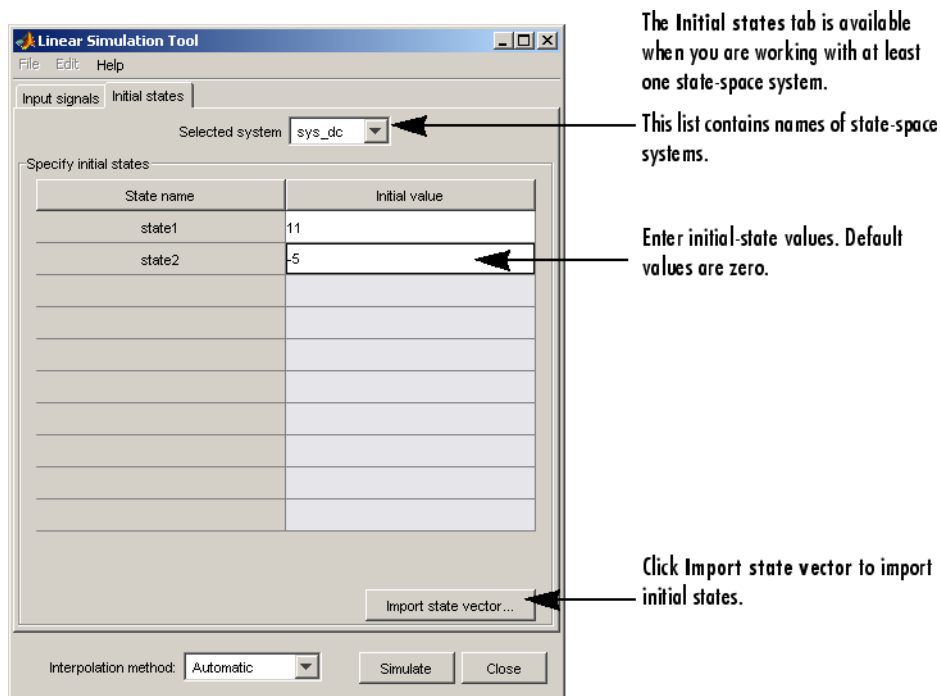 Linear Simulation Tool
File Edit Help
Input signals Initial states
Selected system sys_dc
Specify initial states
State name Initial value
state1 11
state2 -5
Import state vector...
Interpolation method: Automatic Simulate Close
The Initial states tab is available
when you are working with at least
one state-space system.
This list contains names of state-space
systems.
Enter initial-state values. Default
values are zero.
Click Import state vector to import
initial states.